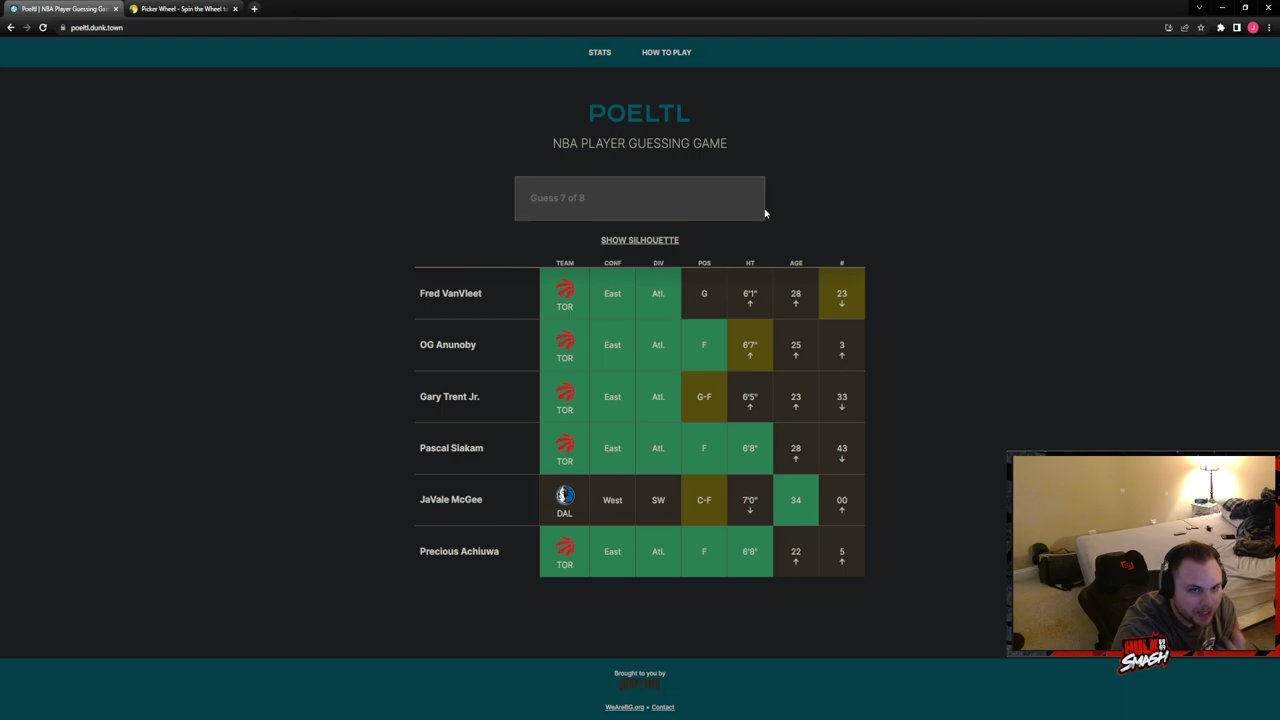 Poeltl | NBA Player Guessing Gam
Picker Wheel - Spin the Wheel to
poeltl.dunk.town
STATS
HOW TO PLAY
POELTL
NBA PLAYER GUESSING GAME
Guess 7 of 8
SHOW SILHOUETTE
TEAM CONF DIV POS HT AGE #
Fred VanVleet TOR East Atl. G 6'1" ↑ 28 ↑ 23 ↓
OG Anunoby TOR East Atl. F 6'7" ↑ 25 ↑ 3 ↑
Gary Trent Jr. TOR East Atl. G-F 6'5" ↑ 23 ↑ 33 ↓
Pascal Siakam TOR East Atl. F 6'8" 28 ↑ 43 ↓
JaVale McGee DAL West SW C-F 7'0" ↓ 34 00 ↑
Precious Achiuwa TOR East Atl. F 6'8" 22 ↑ 5 ↑
HULK
SMASH
Brought to you by
WeAreBG.org • Contact